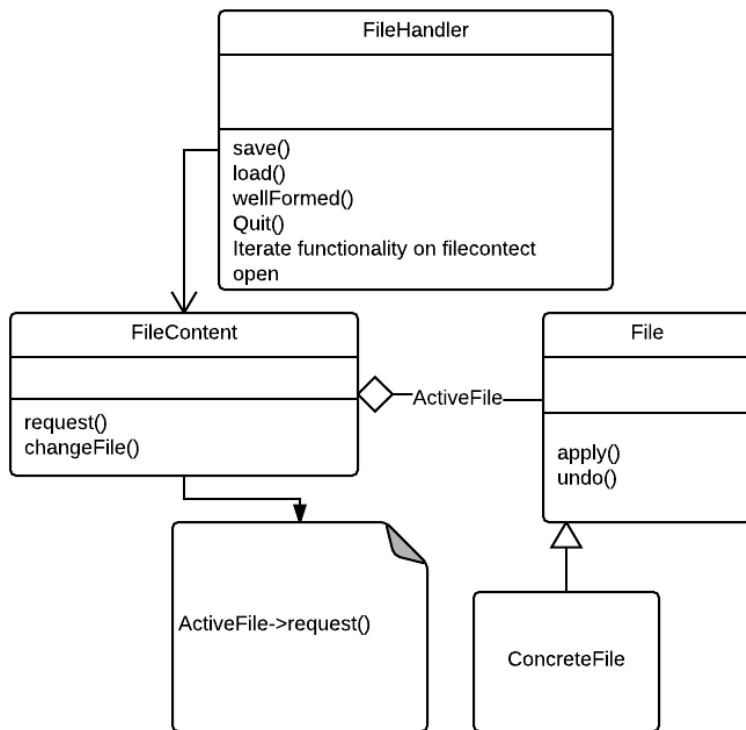 FileHandler
save()
load()
wellFormed()
Quit()
Iterate functionality on filecontect
open
FileContent
request()
changeFile()
ActiveFile
File
apply()
undo()
ActiveFile->request()
ConcreteFile